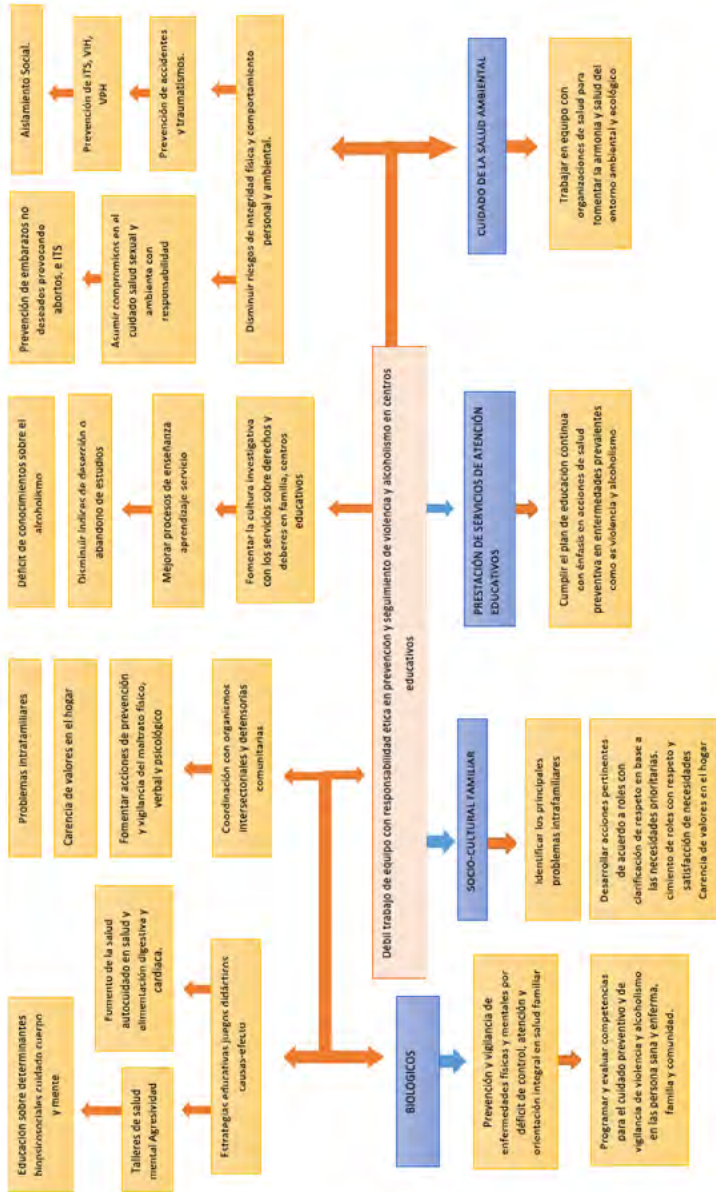 Educacion sobre determinantes
biopsicosociales cuidado cuerpo
y mente
Talleres de salud
mental Agresividad
Fomento de la salud
autocuidado en salud y
alimentación digestiva y
cardiaca.
Estrategias educativas juegos didácticos
causas-efecto
Problemas intrafamiliares
Carencia de valores en el hogar
Fomentar acciones de prevención
y vigilancia del maltrato físico,
verbal y psicológico
Coordinación con organismos
intersectoriales y defensorías
comunitarias
Déficit de conocimientos sobre el
alcoholismo
Disminuir índices de deserción o
abandono de estudios
Mejorar procesos de enseñanza
aprendizaje servicio
Fomentar la cultura investigativa
con los servicios sobre derechos y
deberes en familia, centros
educativos
Prevención de embarazos no
deseados provocando
abortos, e ITS
Asumir compromisos en el
cuidado salud sexual y
ambiente con
responsabilidad
Aislamiento Social.
Prevención de ITS, VIH,
VPH
Prevención de accidentes
y traumatismos.
Disminuir riesgos de integridad física y comportamiento
personal y ambiental.
Débil trabajo de equipo con responsabilidad ética en prevención y seguimiento de violencia y alcoholismo en centros
educativos
BIOLÓGICOS
Prevención y vigilancia de
enfermedades físicas y mentales por
déficit de control, atención y
orientación integral en salud familiar
Programar y evaluar competencias
para el cuidado preventivo y de
vigilancia de violencia y alcoholismo
en las persona sana y enferma,
familia y comunidad.
SOCIO-CULTURAL FAMILIAR
Identificar los principales
problemas intrafamiliares
Desarrollar acciones pertinentes
de acuerdo a roles con
clarificación de respeto en base a
las necesidades prioritarias.
cimiento de roles con respeto y
satisfacción de necesidades
Carencia de valores en el hogar
PRESTACIÓN DE SERVICIOS DE ATENCIÓN
EDUCATIVOS
Cumplir el plan de educación continua
con énfasis en acciones de salud
preventiva en enfermedades prevalentes
como es violencia y alcoholismo
CUIDADO DE LA SALUD AMBIENTAL
Trabajar en equipo con
organizaciones de salud para
fomentar la armonía y salud del
entorno ambiental y ecológico